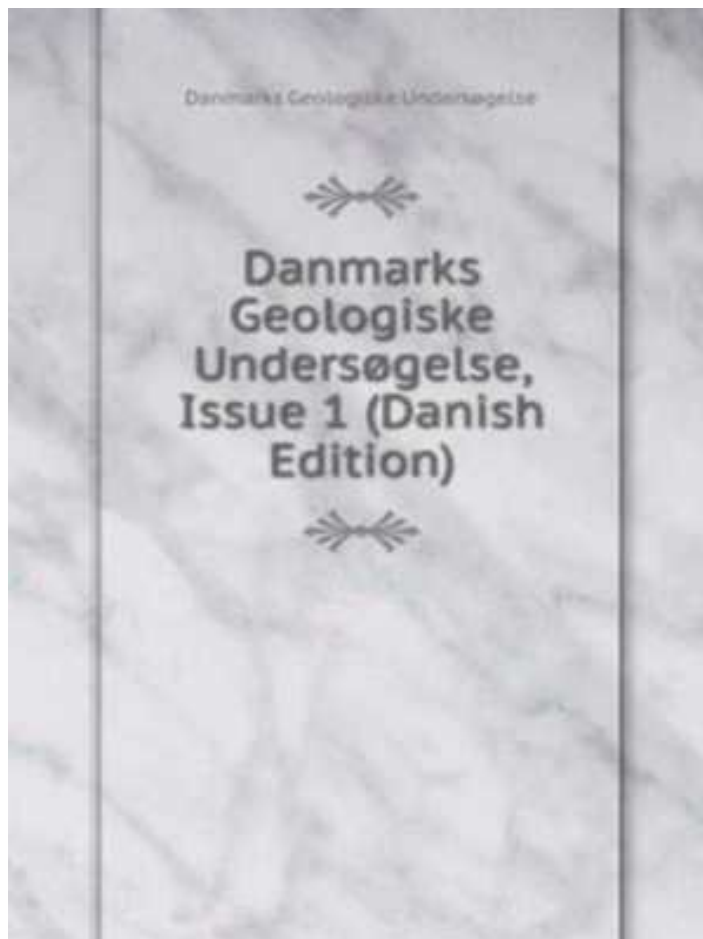 Danmarks Geologiske Undersøgelse
Danmarks
Geologiske
Undersøgelse,
Issue 1 (Danish
Edition)